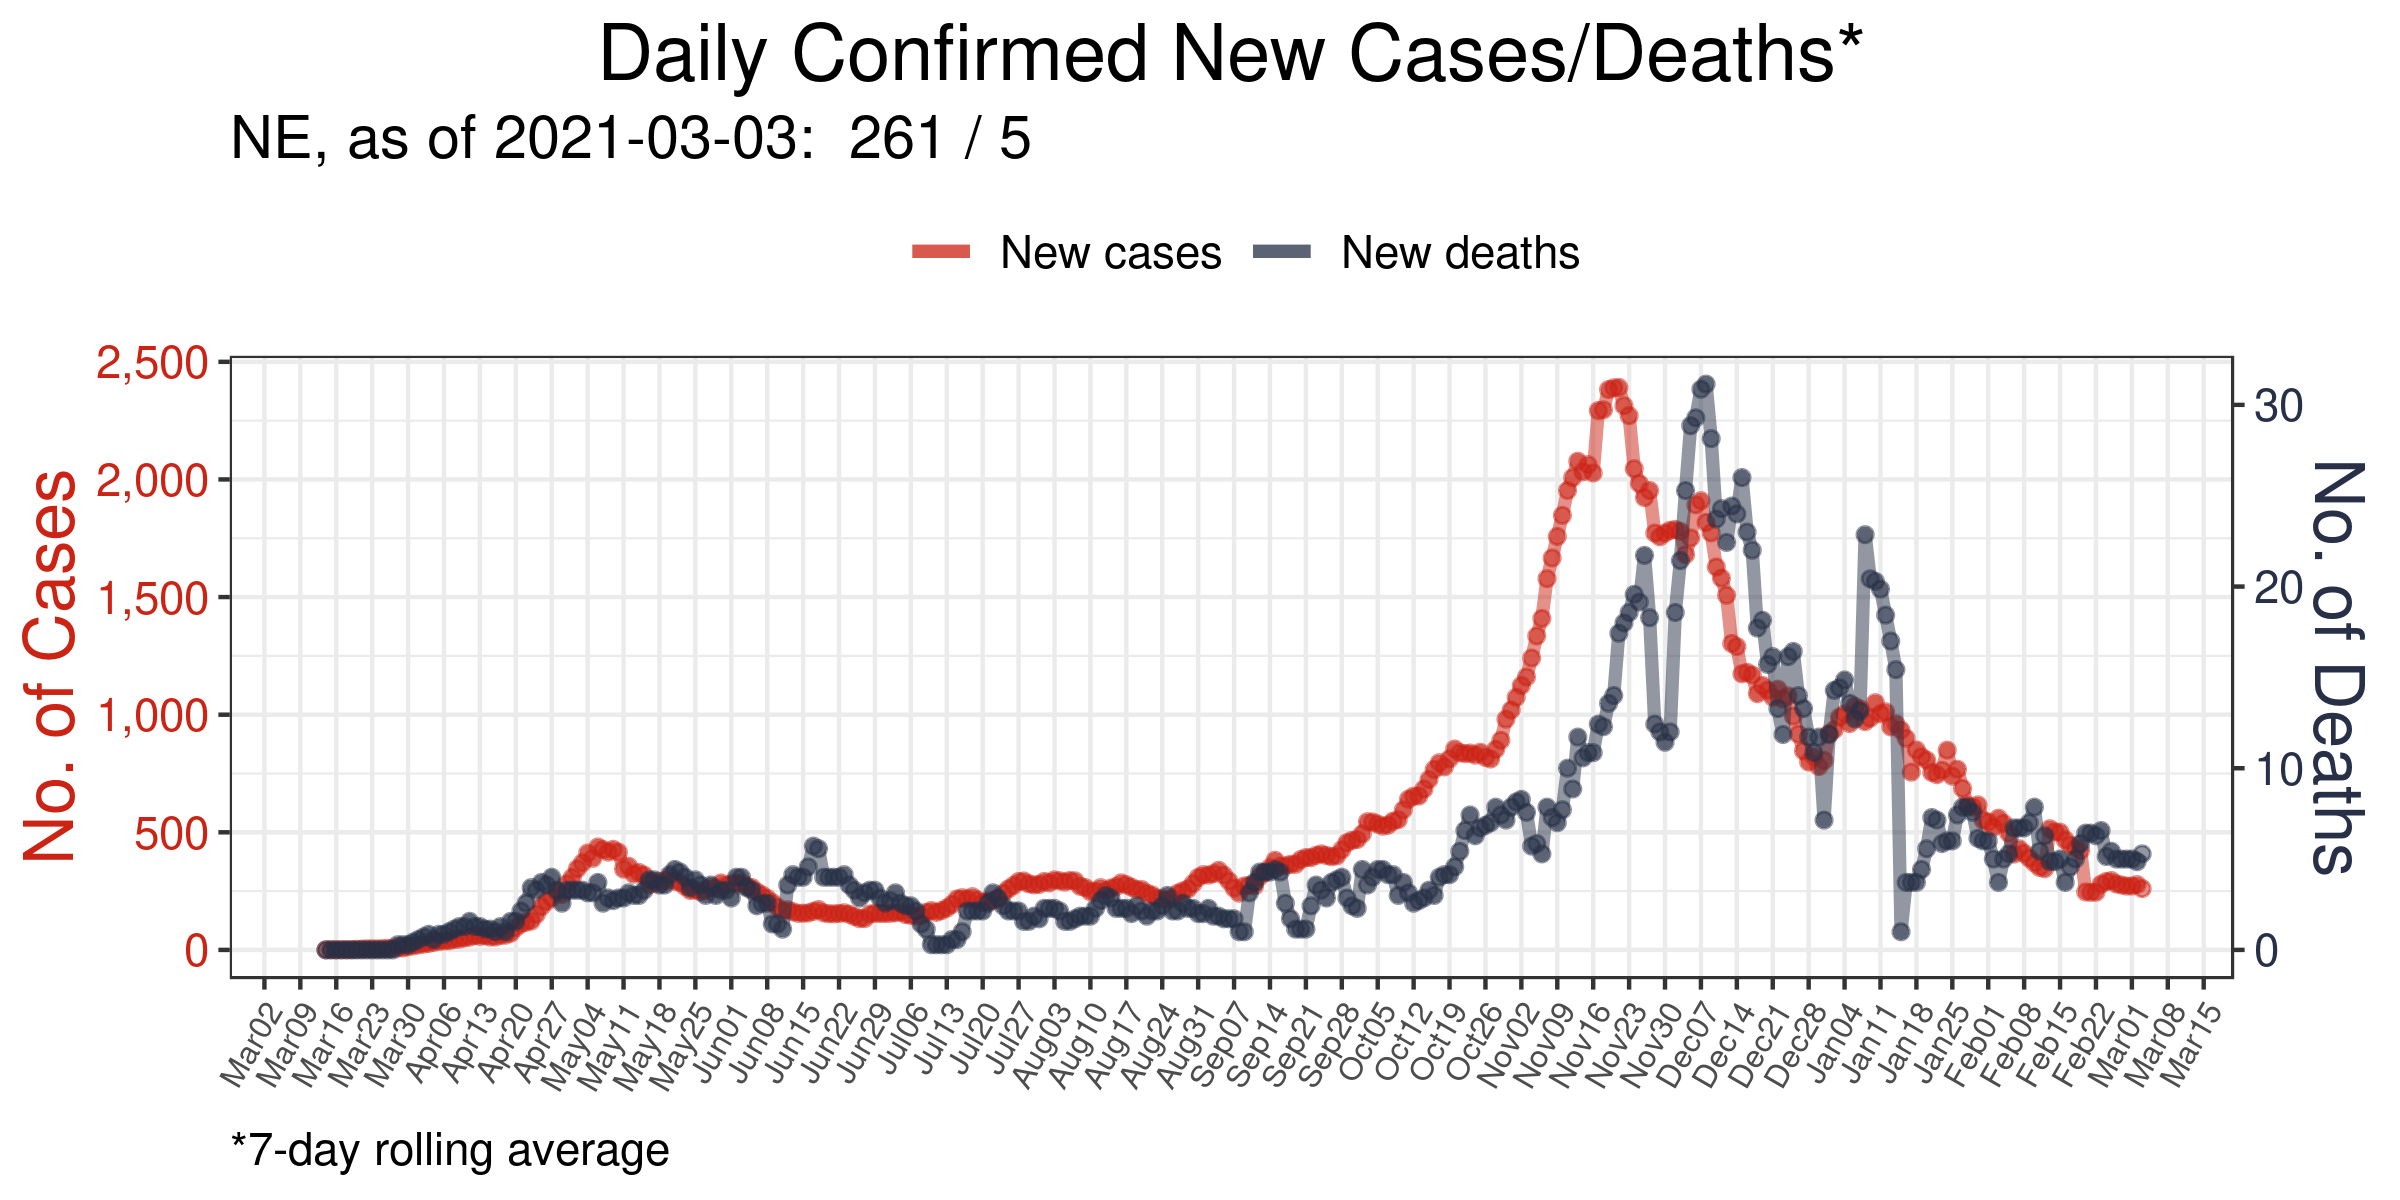 Daily Confirmed New Cases/Deaths*
NE, as of 2021-03-03:  261 / 5
New cases
New deaths
No. of Cases
2,500
2,000
1,500
1,000
500
0
30
20
10
0
No. of Deaths
Mar02
Mar09
Mar16
Mar23
Mar30
Apr06
Apr13
Apr20
Apr27
May04
May11
May18
May25
Jun01
Jun08
Jun15
Jun22
Jun29
Jul06
Jul13
Jul20
Jul27
Aug03
Aug10
Aug17
Aug24
Aug31
Sep07
Sep14
Sep21
Sep28
Oct05
Oct12
Oct19
Oct26
Nov02
Nov09
Nov16
Nov23
Nov30
Dec07
Dec14
Dec21
Dec28
Jan04
Jan11
Jan18
Jan25
Feb01
Feb08
Feb15
Feb22
Mar01
Mar08
Mar15
*7-day rolling average